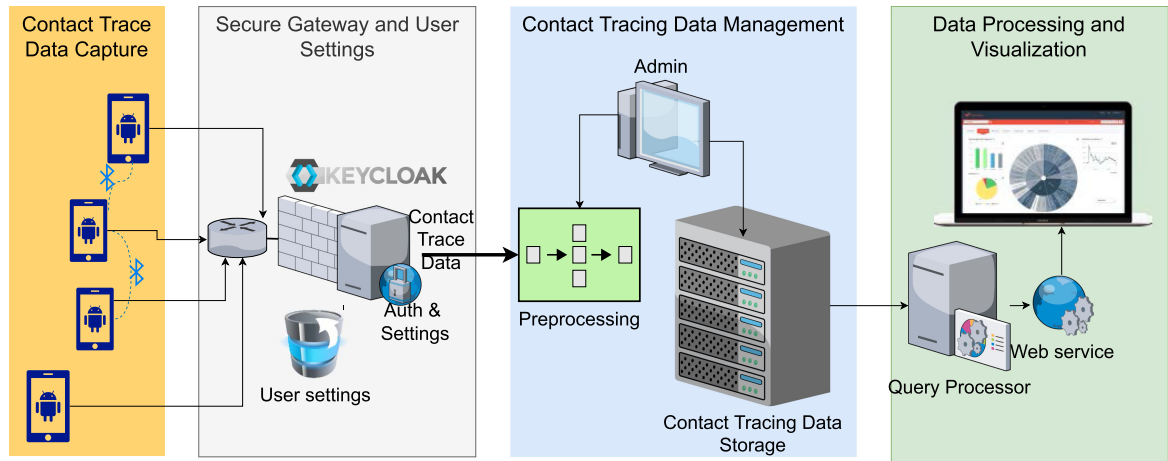 Contact Trace
Data Capture
Secure Gateway and User
Settings
KEYCLOAK
Contact
Trace
Data
Auth &
Settings
User settings
Contact Tracing Data Management
Admin
Preprocessing
Contact Tracing Data
Storage
Data Processing and
Visualization
Web service
Query Processor